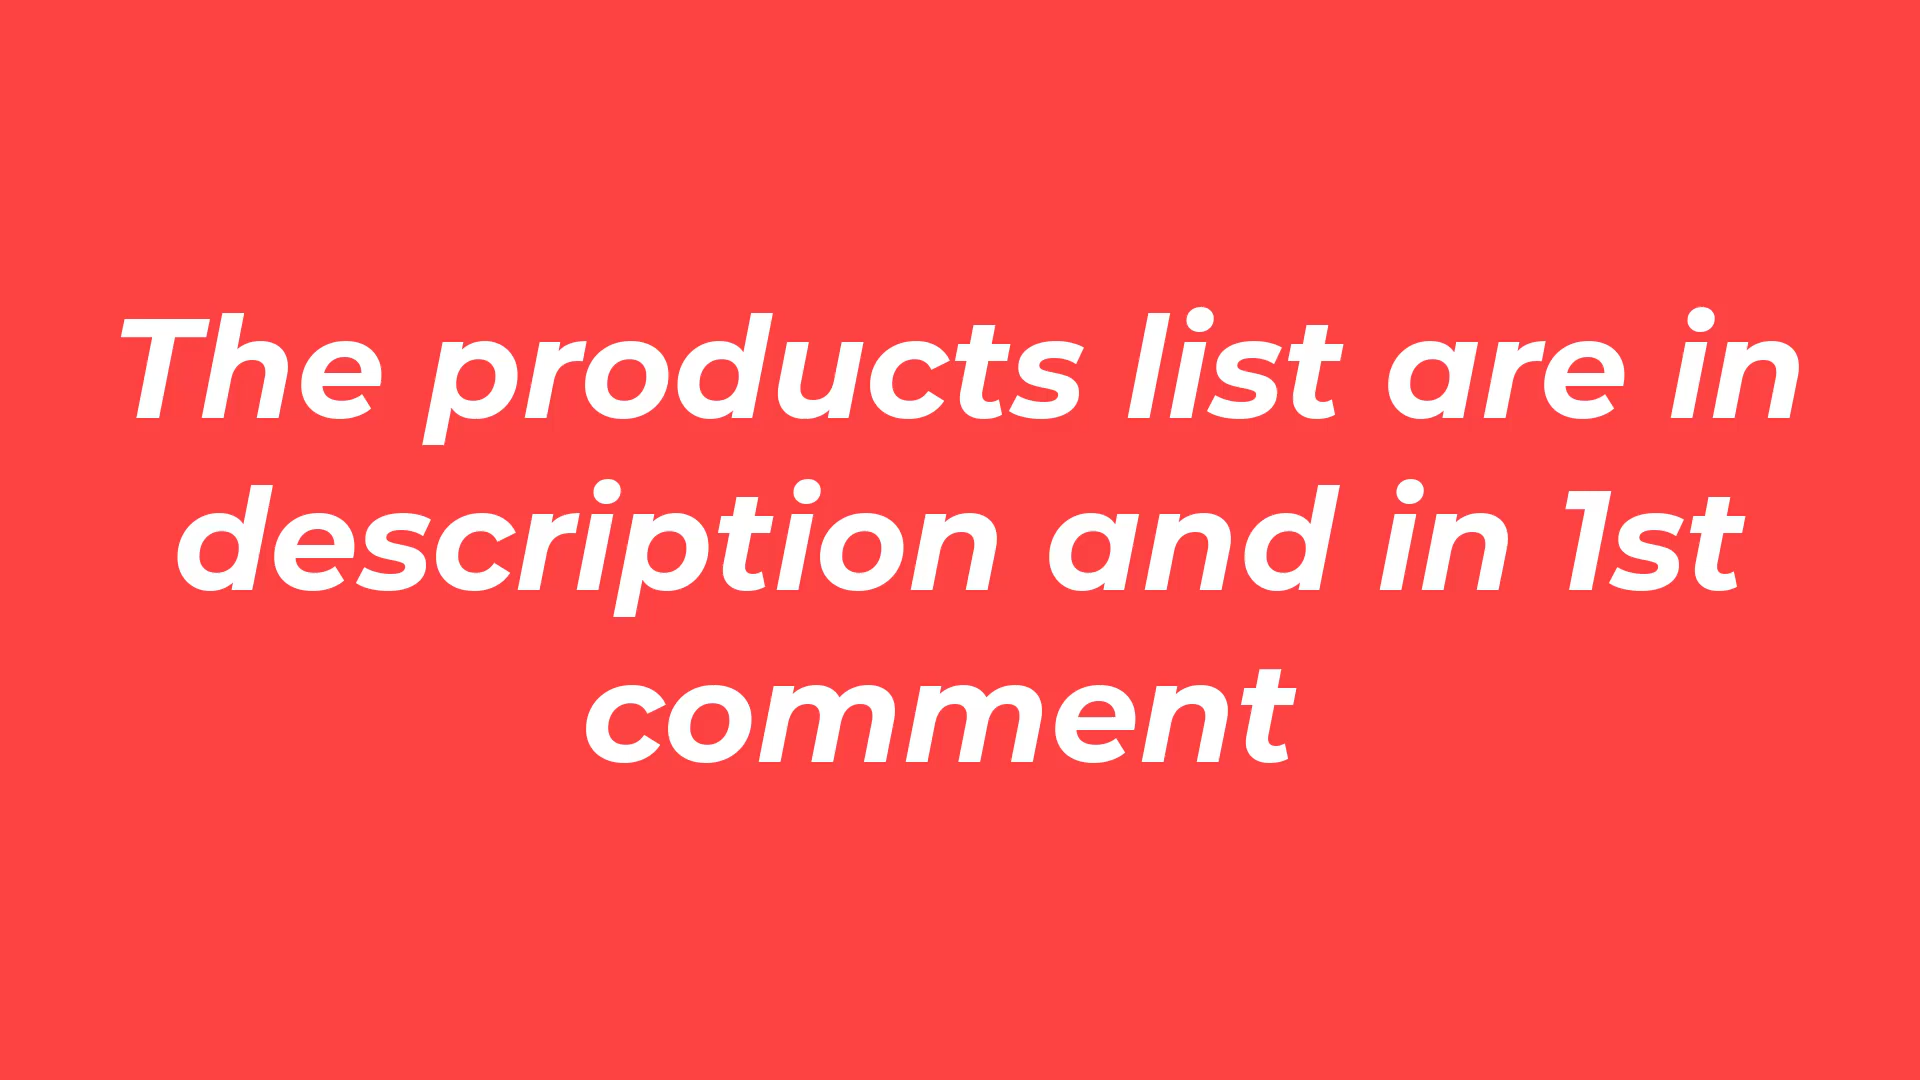 The products list are in
description and in 1st
comment